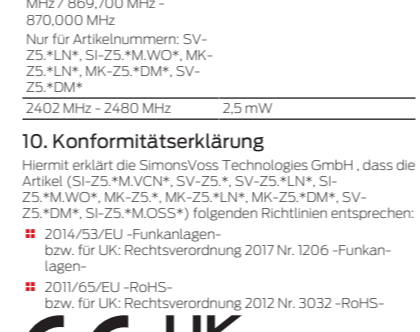 MHz / 869,700 MHz -
870,000 MHz
Nur für Artikelnummern: SV-
Z5.*LN*, SI-Z5.*M.WO*, MK-
Z5.*LN*, MK-Z5.*DM*, SV-
Z5.*DM*
2402 MHz - 2480 MHz 2,5 mW
10. Konformitätserklärung
Hiermit erklärt die SimonsVoss Technologies GmbH , dass die
Artikel (SI-Z5.*M.VCN*, SV-Z5.*, SV-Z5.*LN*, SI-
Z5.*M.WO*, MK-Z5.*, MK-Z5.*LN*, MK-Z5.*DM*, SV-
Z5.*DM*, SI-Z5.*M.OSS*) folgenden Richtlinien entsprechen:
2014/53/EU -Funkanlagen-
bzw. für UK: Rechtsverordnung 2017 Nr. 1206 -Funkan-
lagen-
2011/65/EU -RoHS-
bzw. für UK: Rechtsverordnung 2012 Nr. 3032 -RoHS-
CE UK